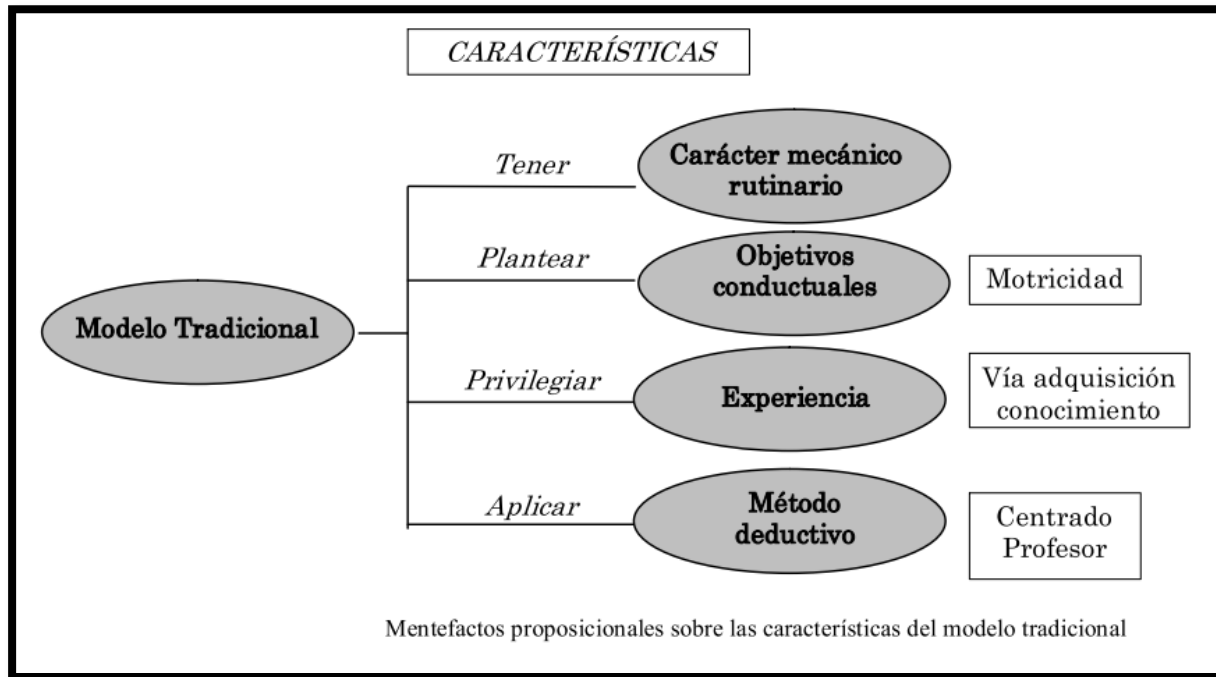 CARACTERÍSTICAS
Tener
Carácter mecánico
rutinario
Plantear
Objetivos
conductuales
Motricidad
Modelo Tradicional
Privilegiar
Experiencia
Vía adquisición
conocimiento
Aplicar
Método
deductivo
Centrado
Profesor
Mentefactos proposicionales sobre las características del modelo tradicional